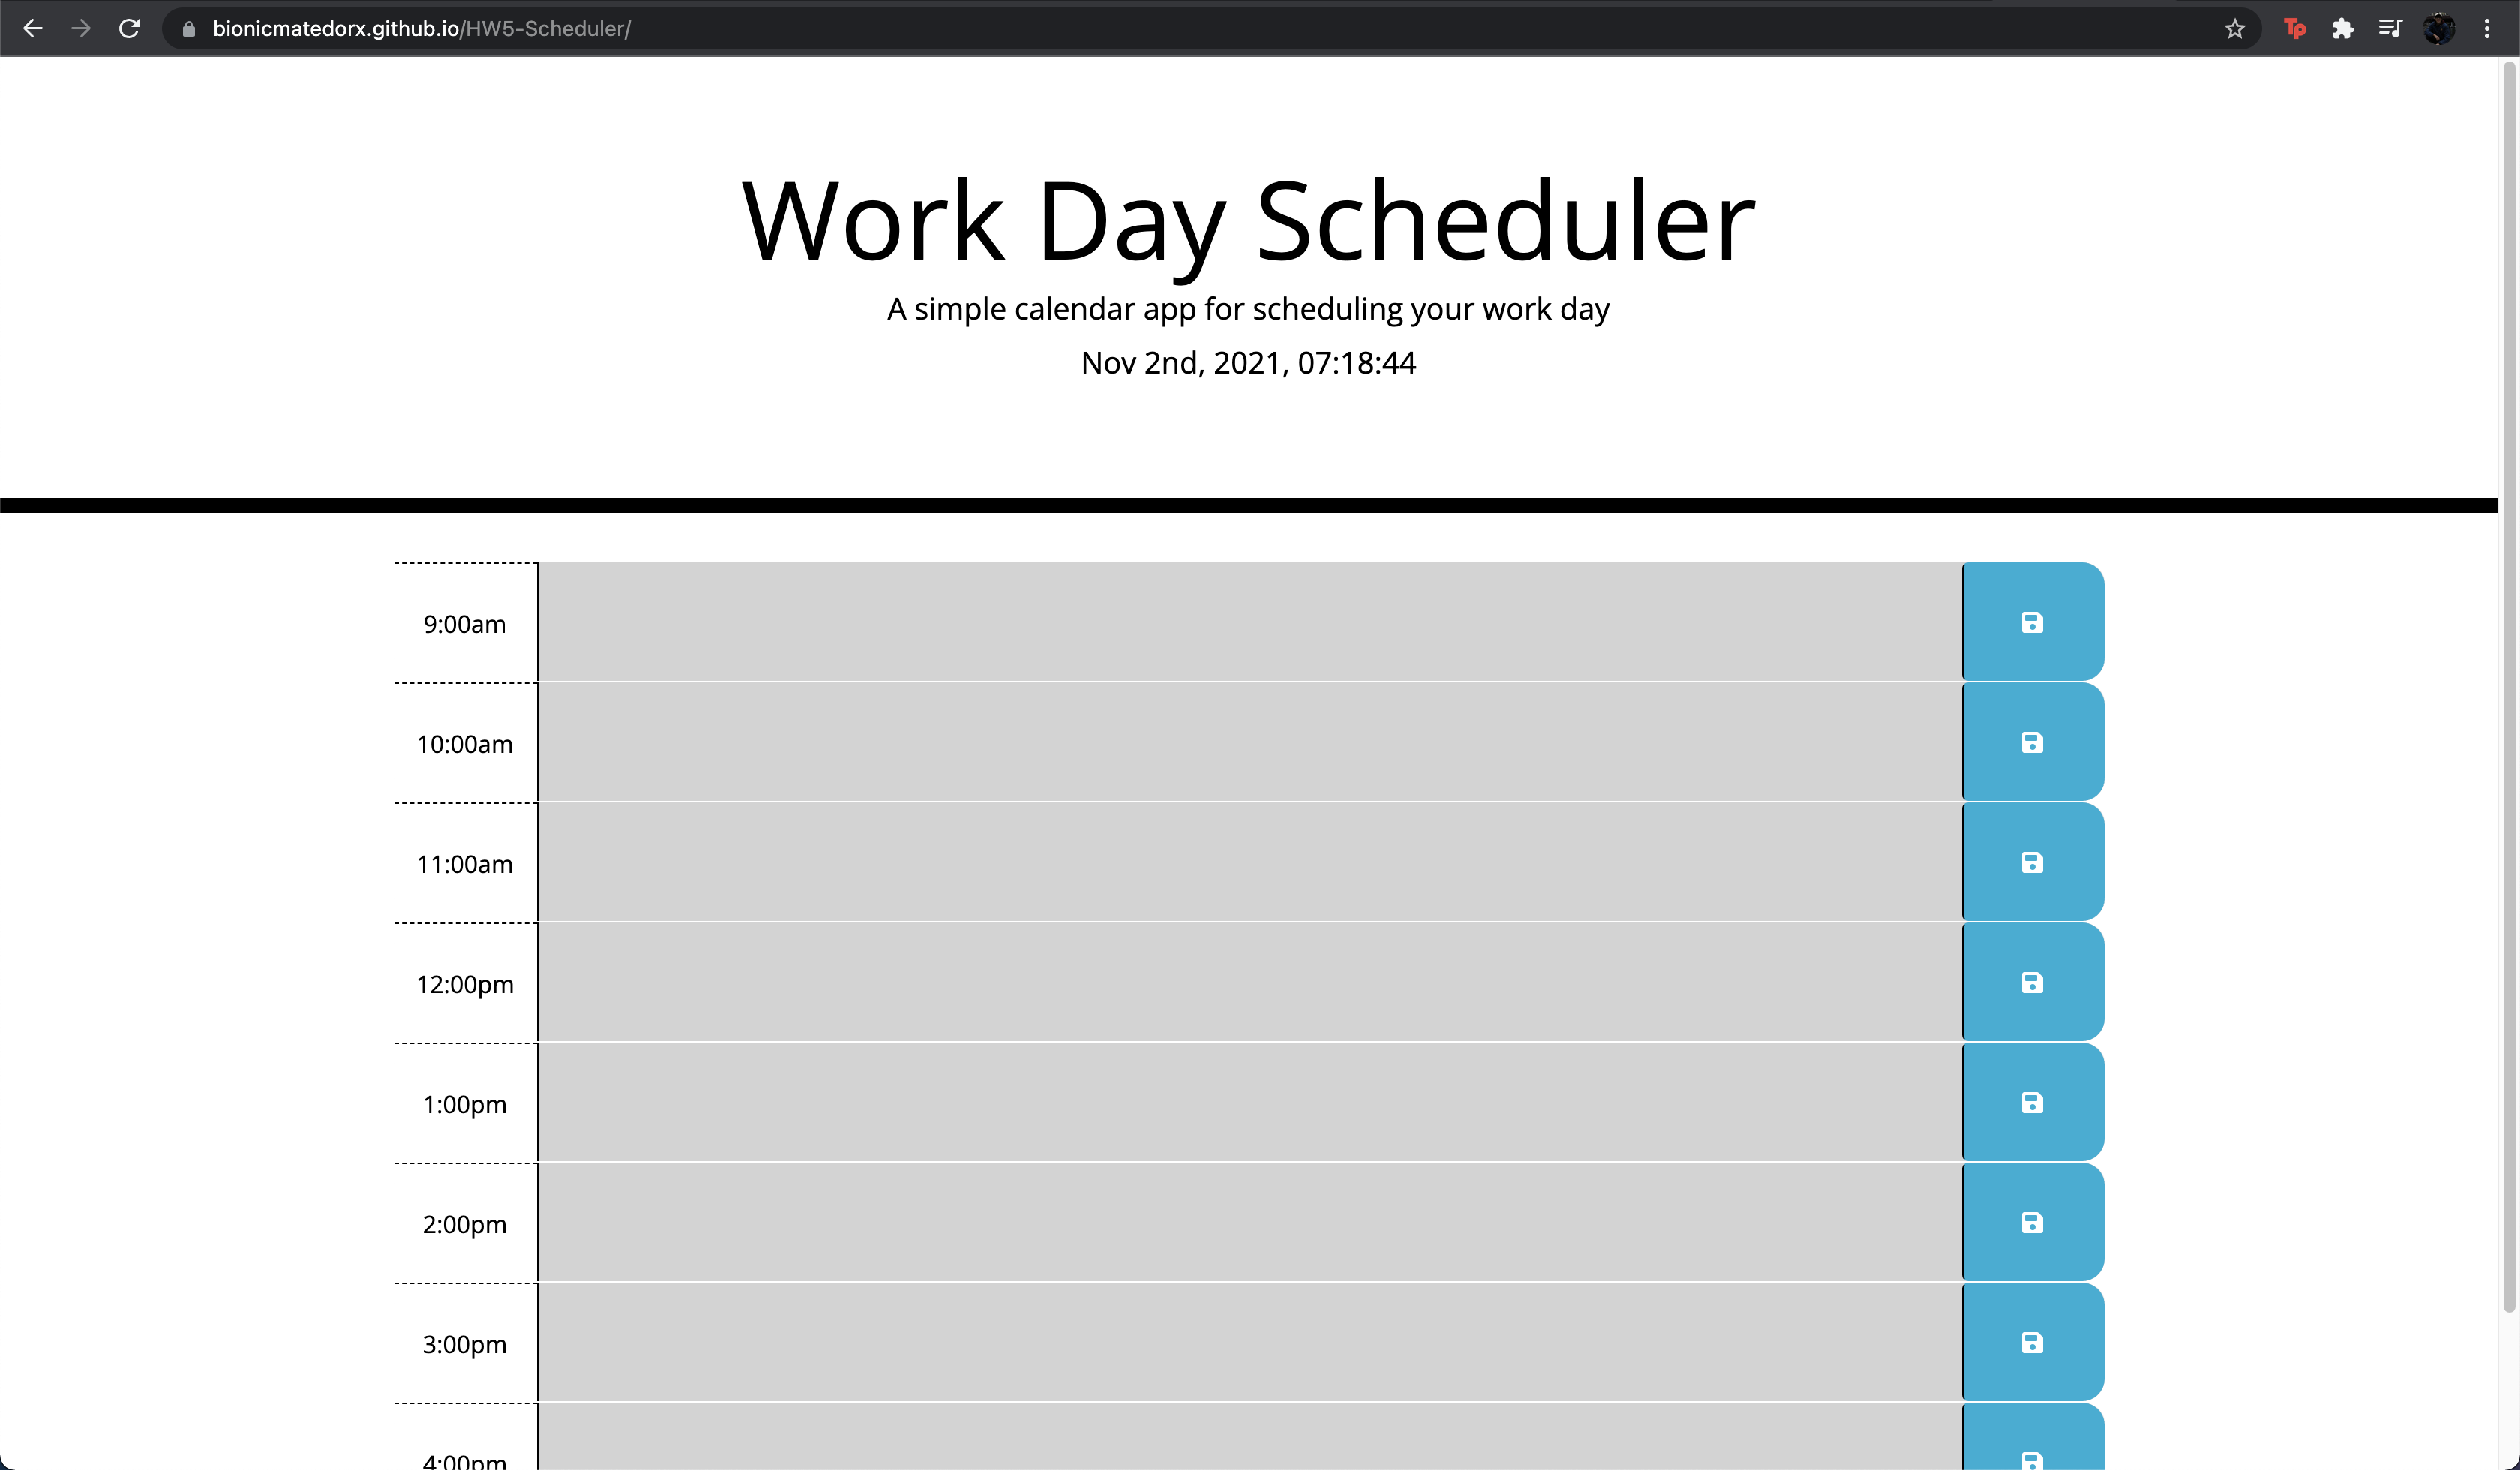 bionicmatedorx.github.io/HW5-Scheduler/
Tp
Work Day Scheduler
A simple calendar app for scheduling your work day
Nov 2nd, 2021, 07:18:44
9:00am
10:00am
11:00am
12:00pm
1:00pm
2:00pm
3:00pm
4:00pm